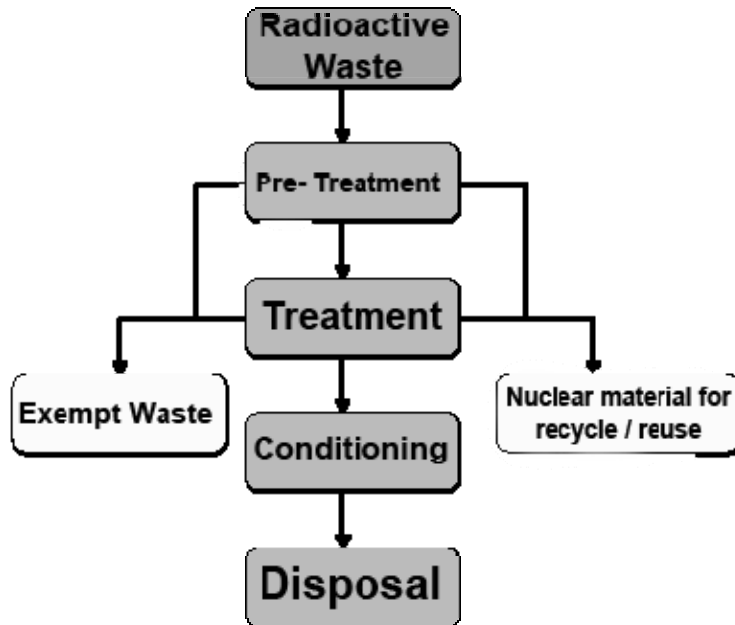 Radioactive
Waste
Pre- Treatment
Treatment
Exempt Waste
Nuclear material for
recycle / reuse
Conditioning
Disposal